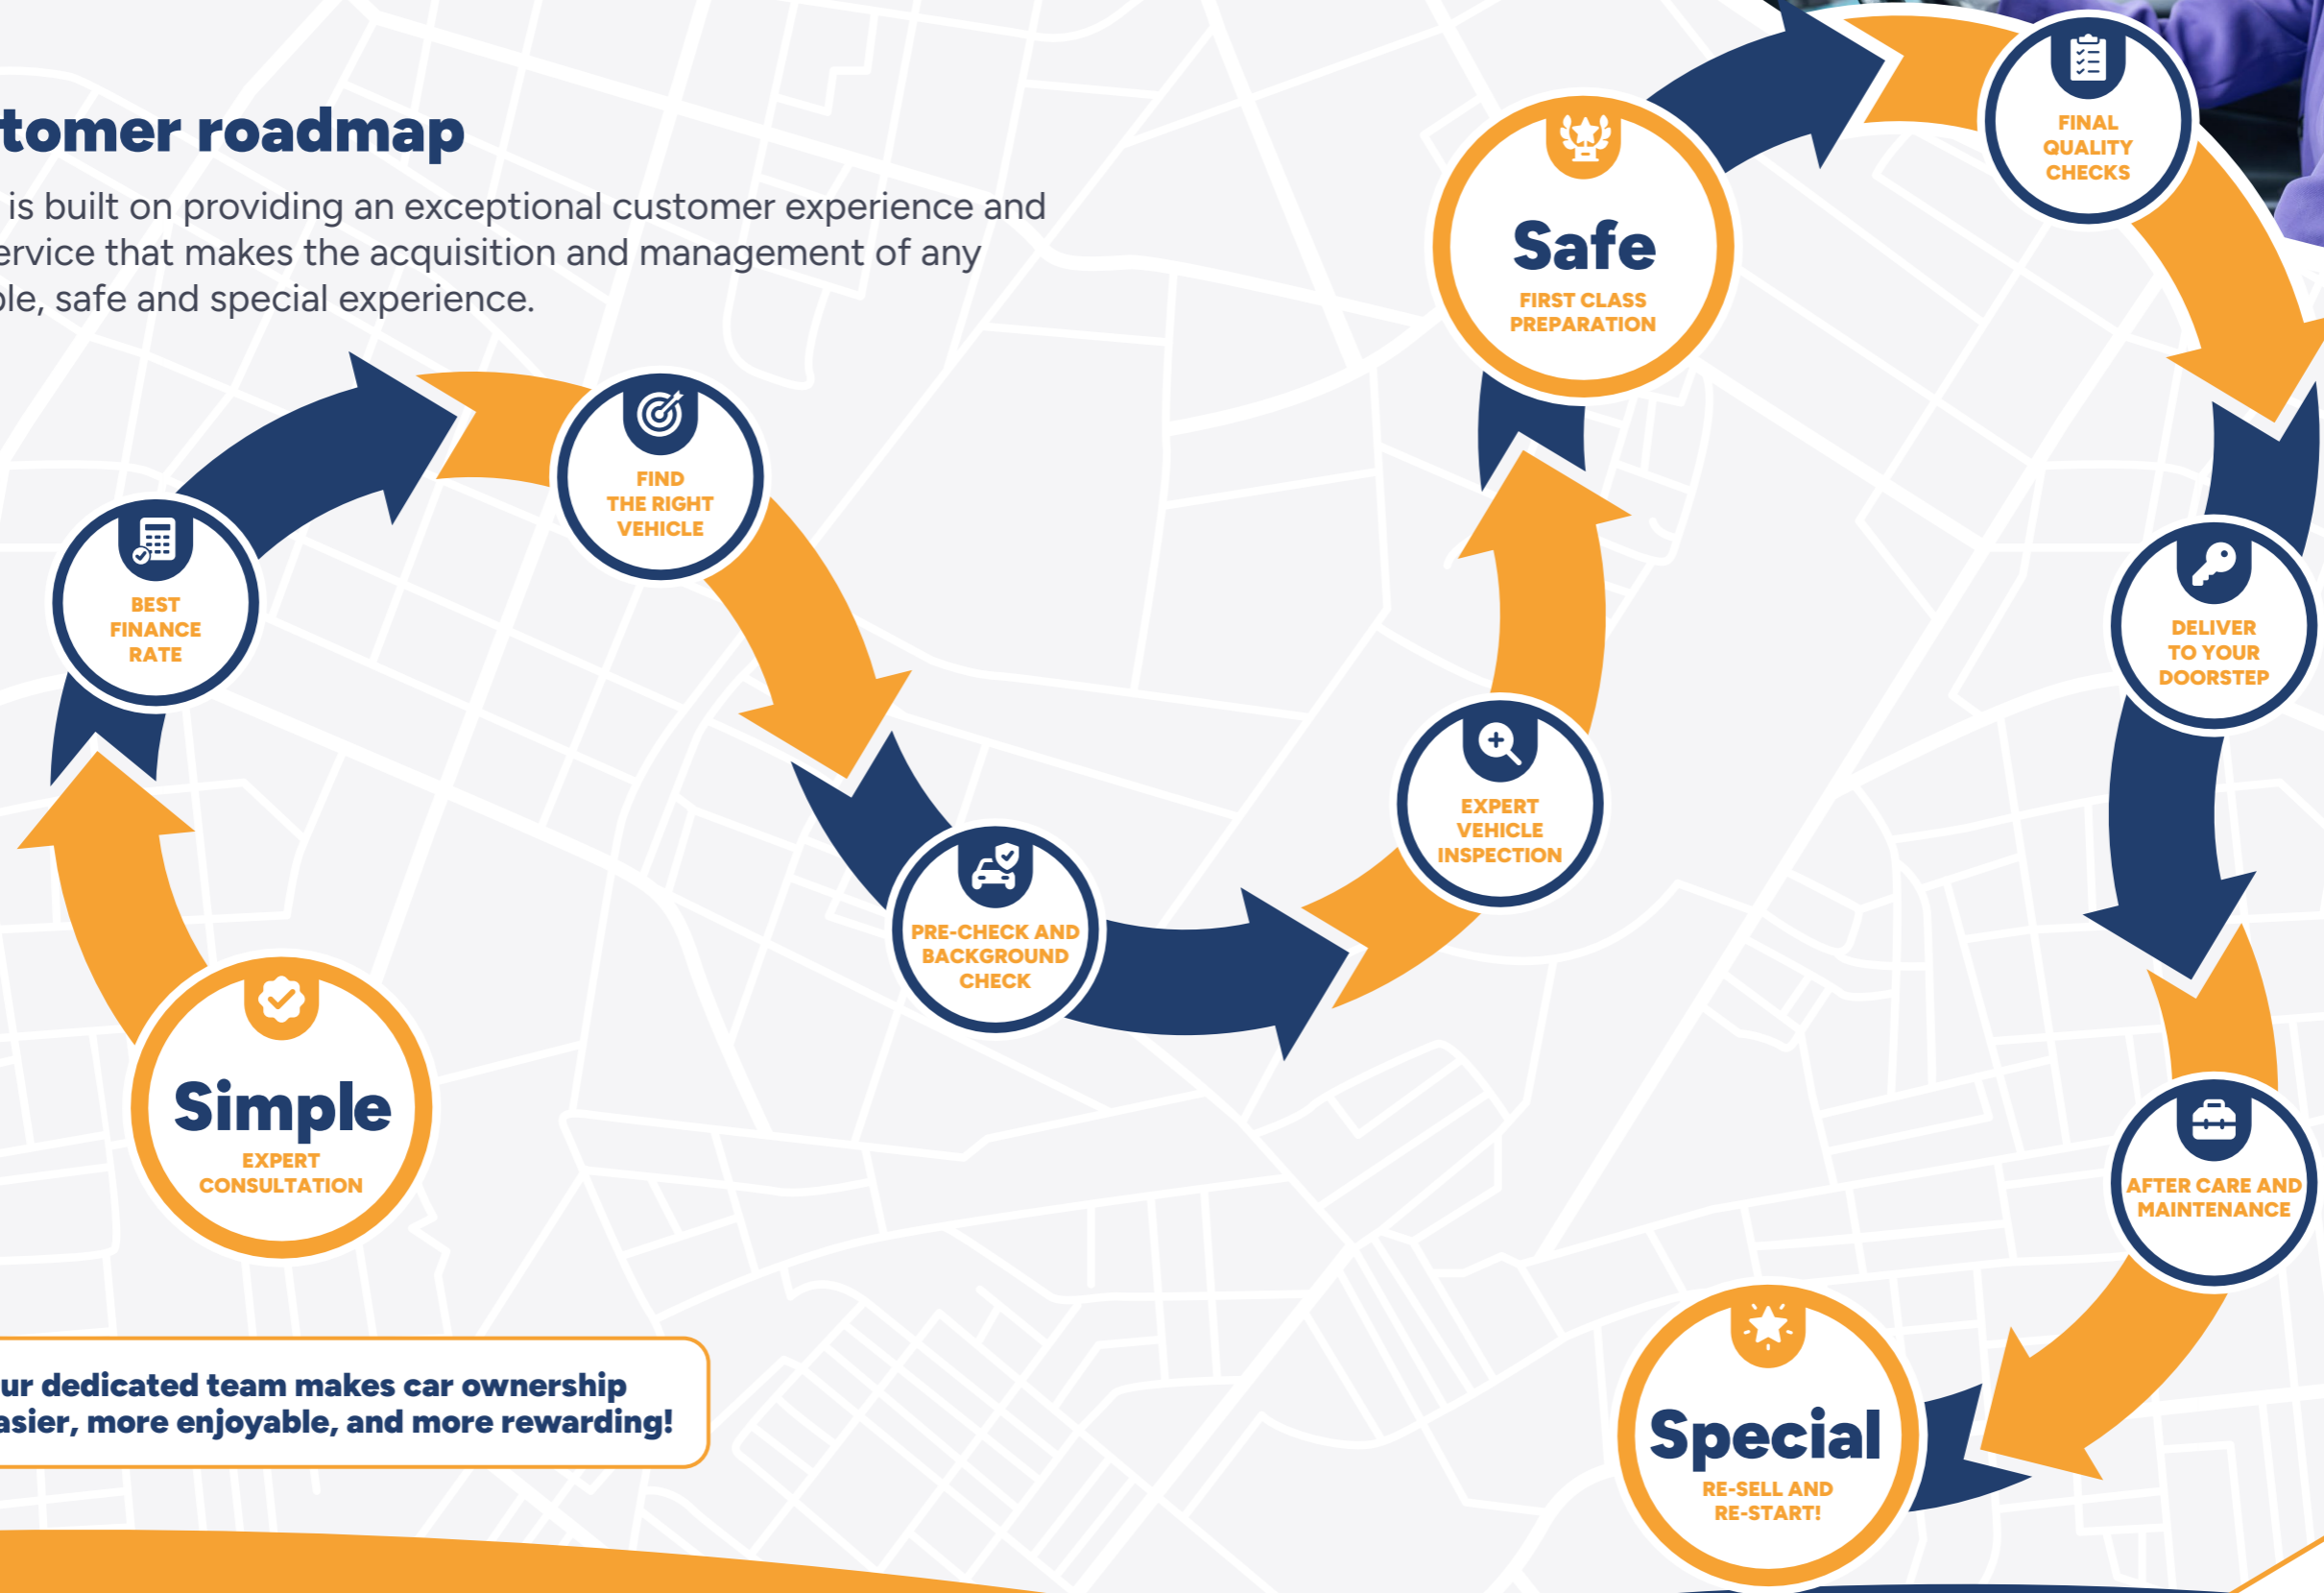 tomer roadmap
is built on providing an exceptional customer experience and
ervice that makes the acquisition and management of any
ple, safe and special experience.
Simple
EXPERT
CONSULTATION
BEST
FINANCE
RATE
FIND
THE RIGHT
VEHICLE
PRE-CHECK AND
BACKGROUND
CHECK
EXPERT
VEHICLE
INSPECTION
Safe
FIRST CLASS
PREPARATION
FINAL
QUALITY
CHECKS
DELIVER
TO YOUR
DOORSTEP
AFTER CARE AND
MAINTENANCE
Special
RE-SELL AND
RE-START!
ur dedicated team makes car ownership
asier, more enjoyable, and more rewarding!